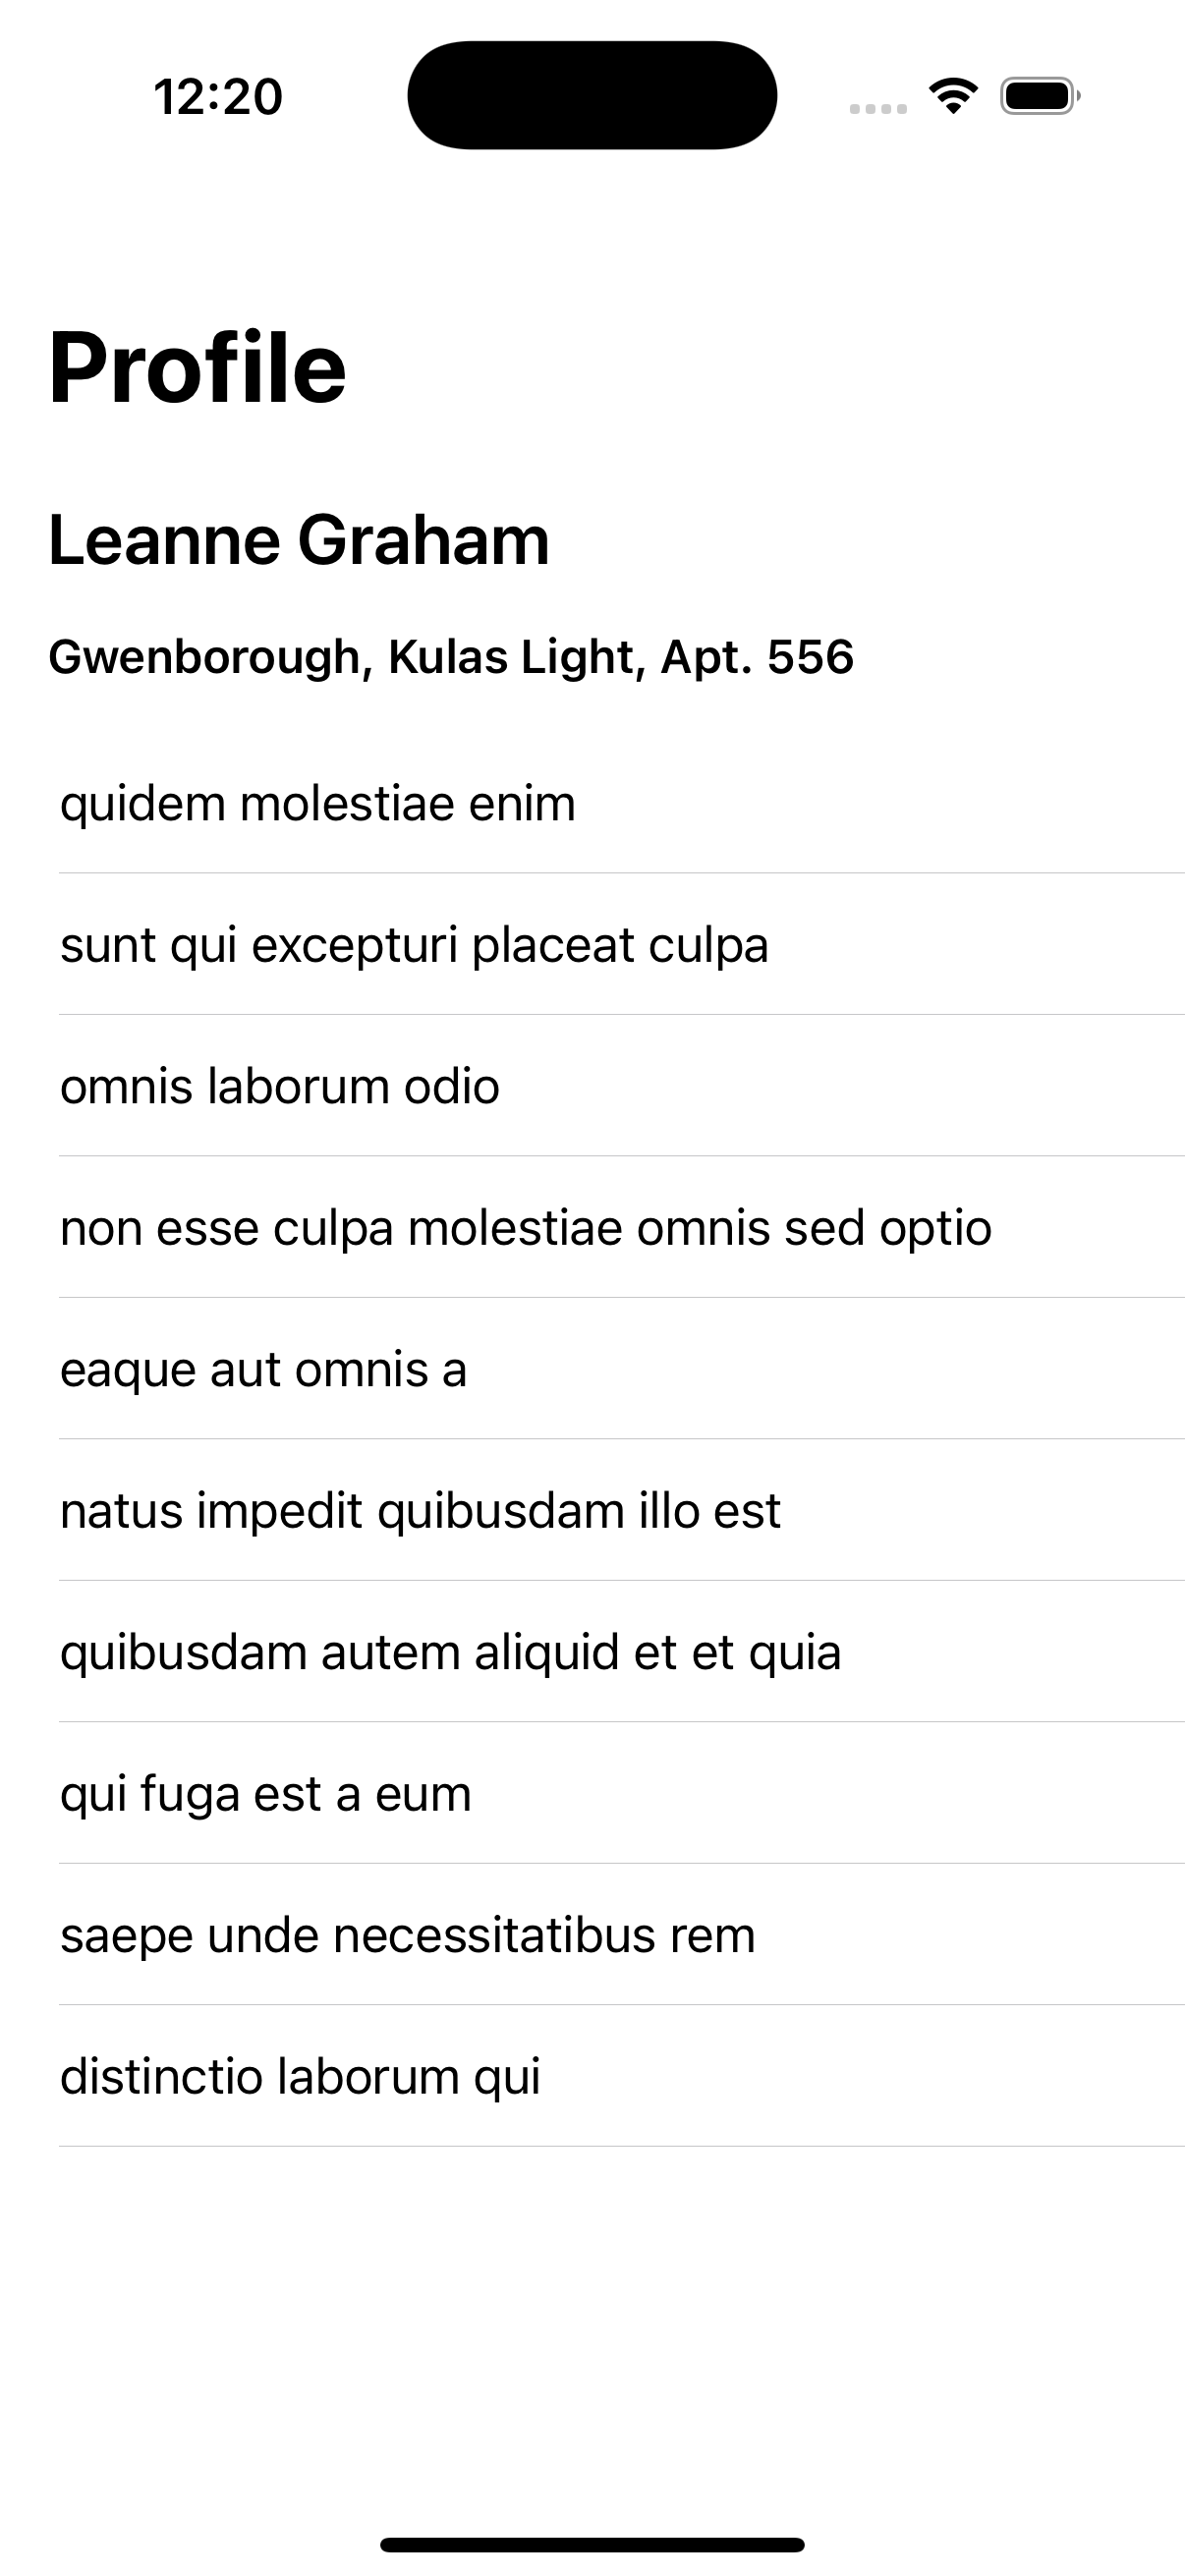 12:20
Profile
Leanne Graham
Gwenborough, Kulas Light, Apt. 556
quidem molestiae enim
sunt qui excepturi placeat culpa
omnis laborum odio
non esse culpa molestiae omnis sed optio
eaque aut omnis a
natus impedit quibusdam illo est
quibusdam autem aliquid et et quia
qui fuga est a eum
saepe unde necessitatibus rem
distinctio laborum qui